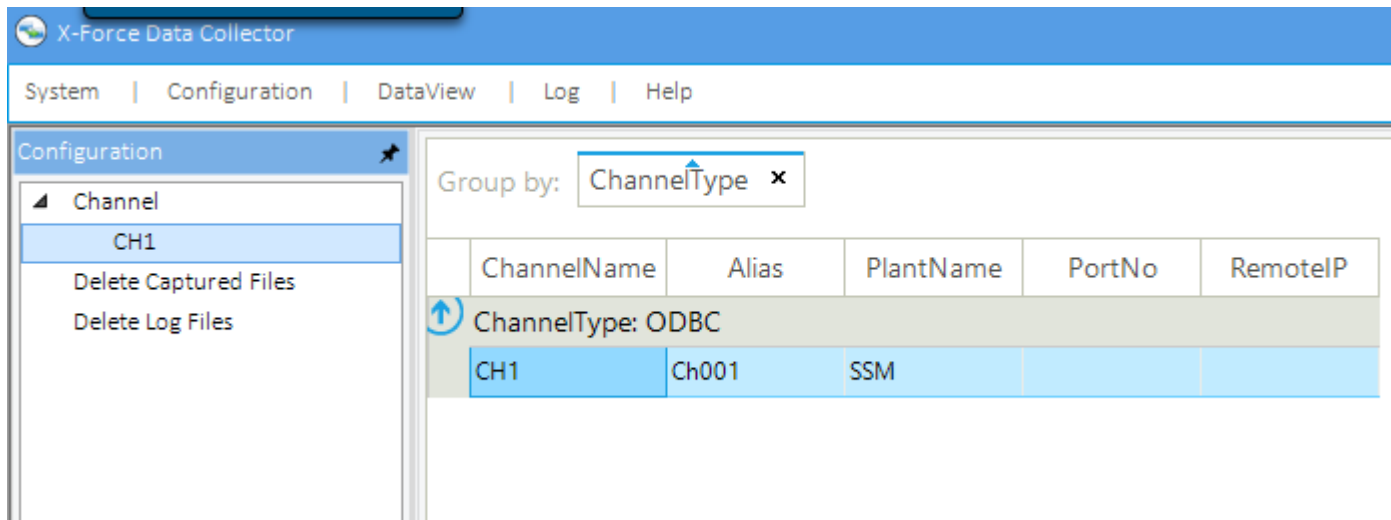 X-Force Data Collector
System | Configuration | DataView | Log | Help
Configuration
Channel
CH1
Delete Captured Files
Delete Log Files
Group by: ChannelType ×
ChannelName Alias PlantName PortNo RemoteIP
ChannelType: ODBC
CH1 Ch001 SSM